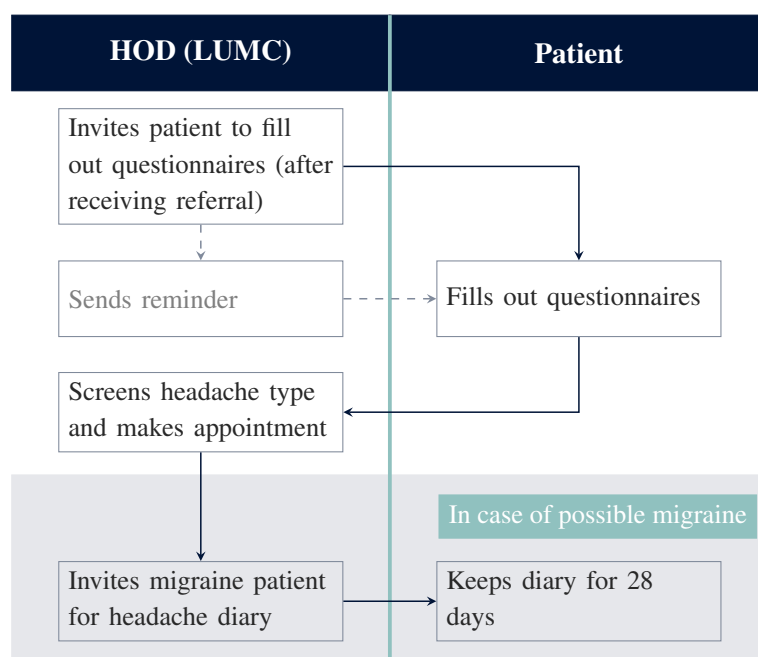 HOD (LUMC)
Patient
Invites patient to fill
out questionnaires (after
receiving referral)
Sends reminder
Fills out questionnaires
Screens headache type
and makes appointment
In case of possible migraine
Invites migraine patient
for headache diary
Keeps diary for 28
days